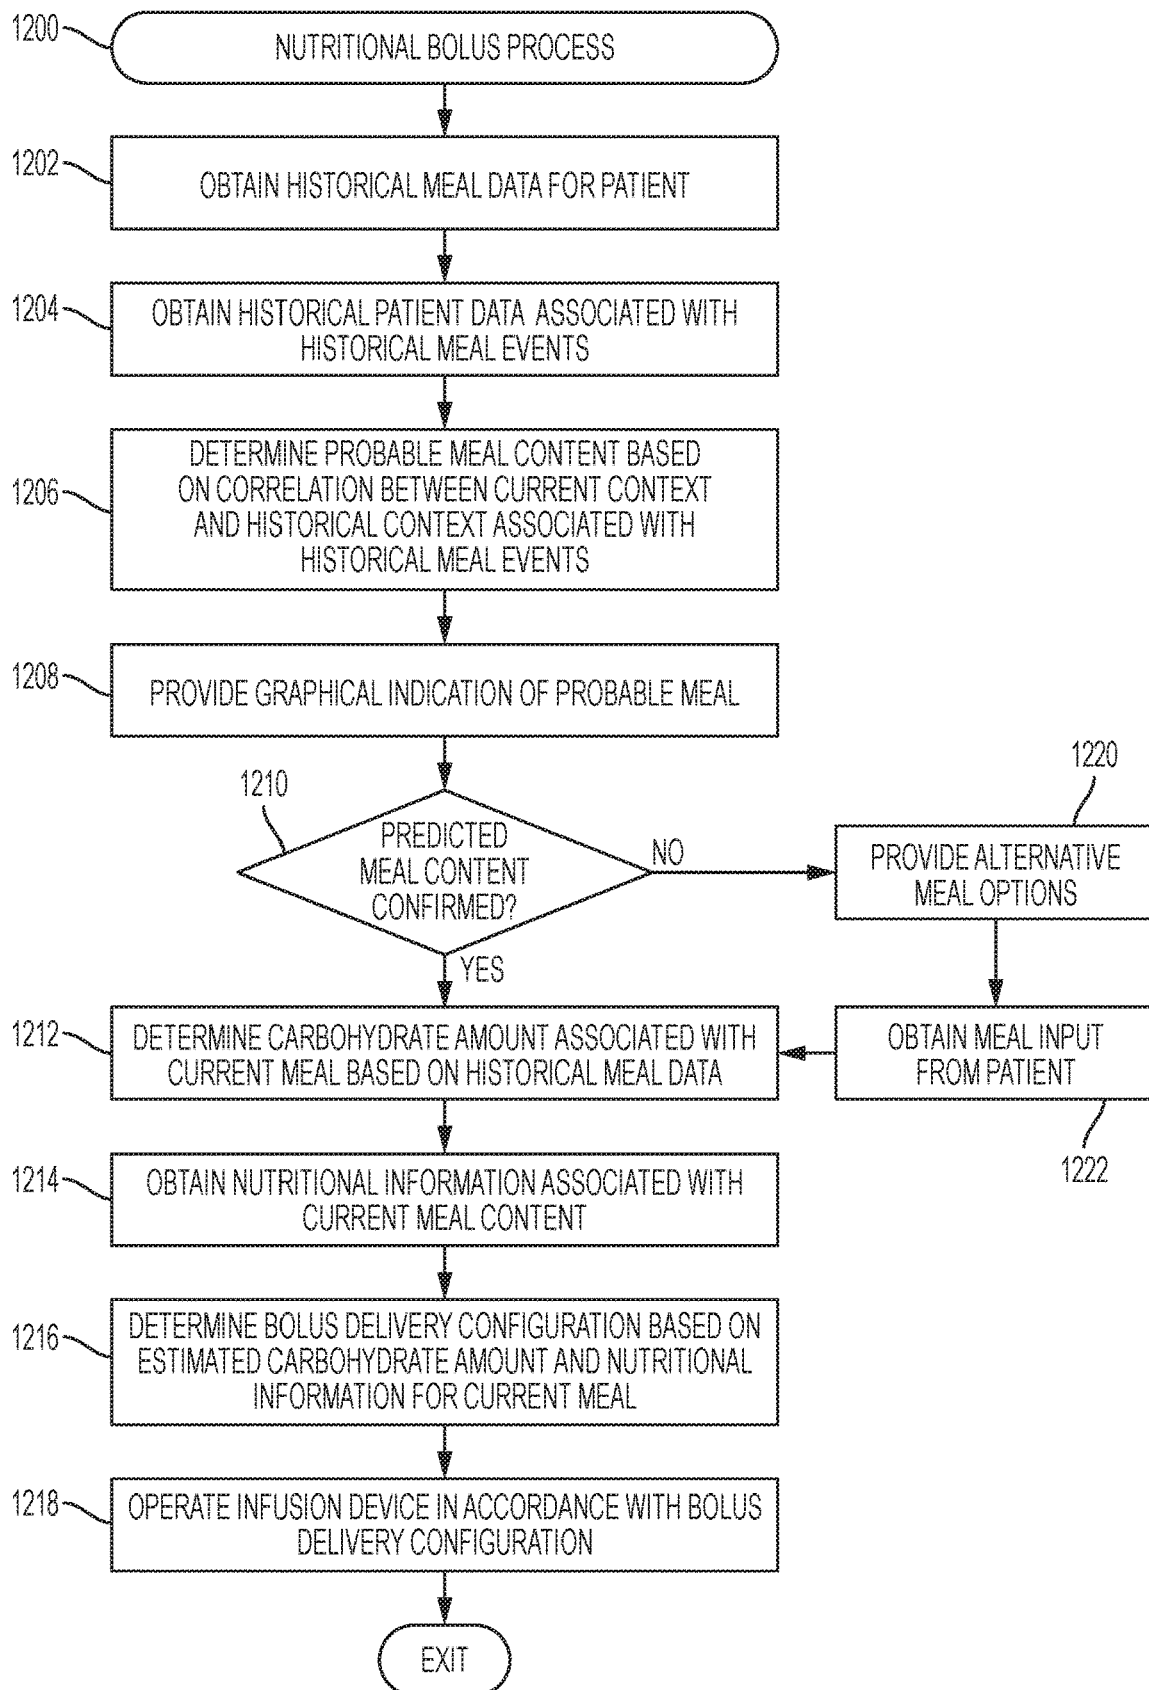 1200
NUTRITIONAL BOLUS PROCESS
1202
OBTAIN HISTORICAL MEAL DATA FOR PATIENT
1204
OBTAIN HISTORICAL PATIENT DATA ASSOCIATED WITH
HISTORICAL MEAL EVENTS
1206
DETERMINE PROBABLE MEAL CONTENT BASED
ON CORRELATION BETWEEN CURRENT CONTEXT
AND HISTORICAL CONTEXT ASSOCIATED WITH
HISTORICAL MEAL EVENTS
1208
PROVIDE GRAPHICAL INDICATION OF PROBABLE MEAL
1210
PREDICTED
MEAL CONTENT
CONFIRMED?
NO
YES
1220
PROVIDE ALTERNATIVE
MEAL OPTIONS
OBTAIN MEAL INPUT
FROM PATIENT
1222
1212
DETERMINE CARBOHYDRATE AMOUNT ASSOCIATED WITH
CURRENT MEAL BASED ON HISTORICAL MEAL DATA
1214
OBTAIN NUTRITIONAL INFORMATION ASSOCIATED WITH
CURRENT MEAL CONTENT
1216
DETERMINE BOLUS DELIVERY CONFIGURATION BASED ON
ESTIMATED CARBOHYDRATE AMOUNT AND NUTRITIONAL
INFORMATION FOR CURRENT MEAL
1218
OPERATE INFUSION DEVICE IN ACCORDANCE WITH BOLUS
DELIVERY CONFIGURATION
EXIT